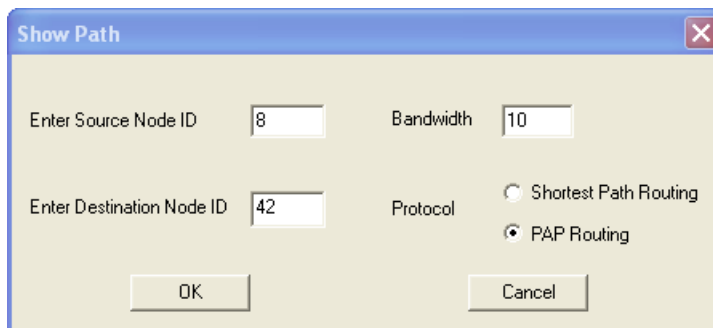 Show Path
Enter Source Node ID 8 Bandwidth 10
Enter Destination Node ID 42 Protocol
Shortest Path Routing
PAP Routing
OK Cancel